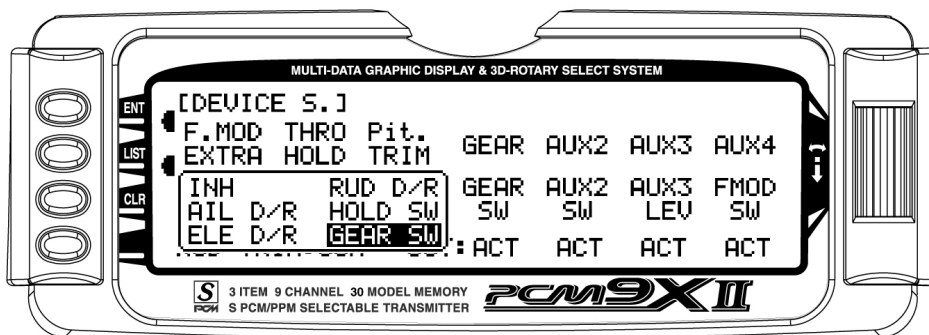 MULTI-DATA GRAPHIC DISPLAY & 3D-ROTARY SELECT SYSTEM
ENT
LIST
CLR
[DEVICE S.]
F.MOD THRO Pit.
EXTRA HOLD TRIM GEAR AUX2 AUX3 AUX4
INH RUD D/R GEAR AUX2 AUX3 FMOD
AIL D/R HOLD SW SW SW LEV SW
ELE D/R GEAR SW : ACT ACT ACT ACT
S PCM 3 ITEM 9 CHANNEL 30 MODEL MEMORY
S PCM/PPM SELECTABLE TRANSMITTER
PCM9X II